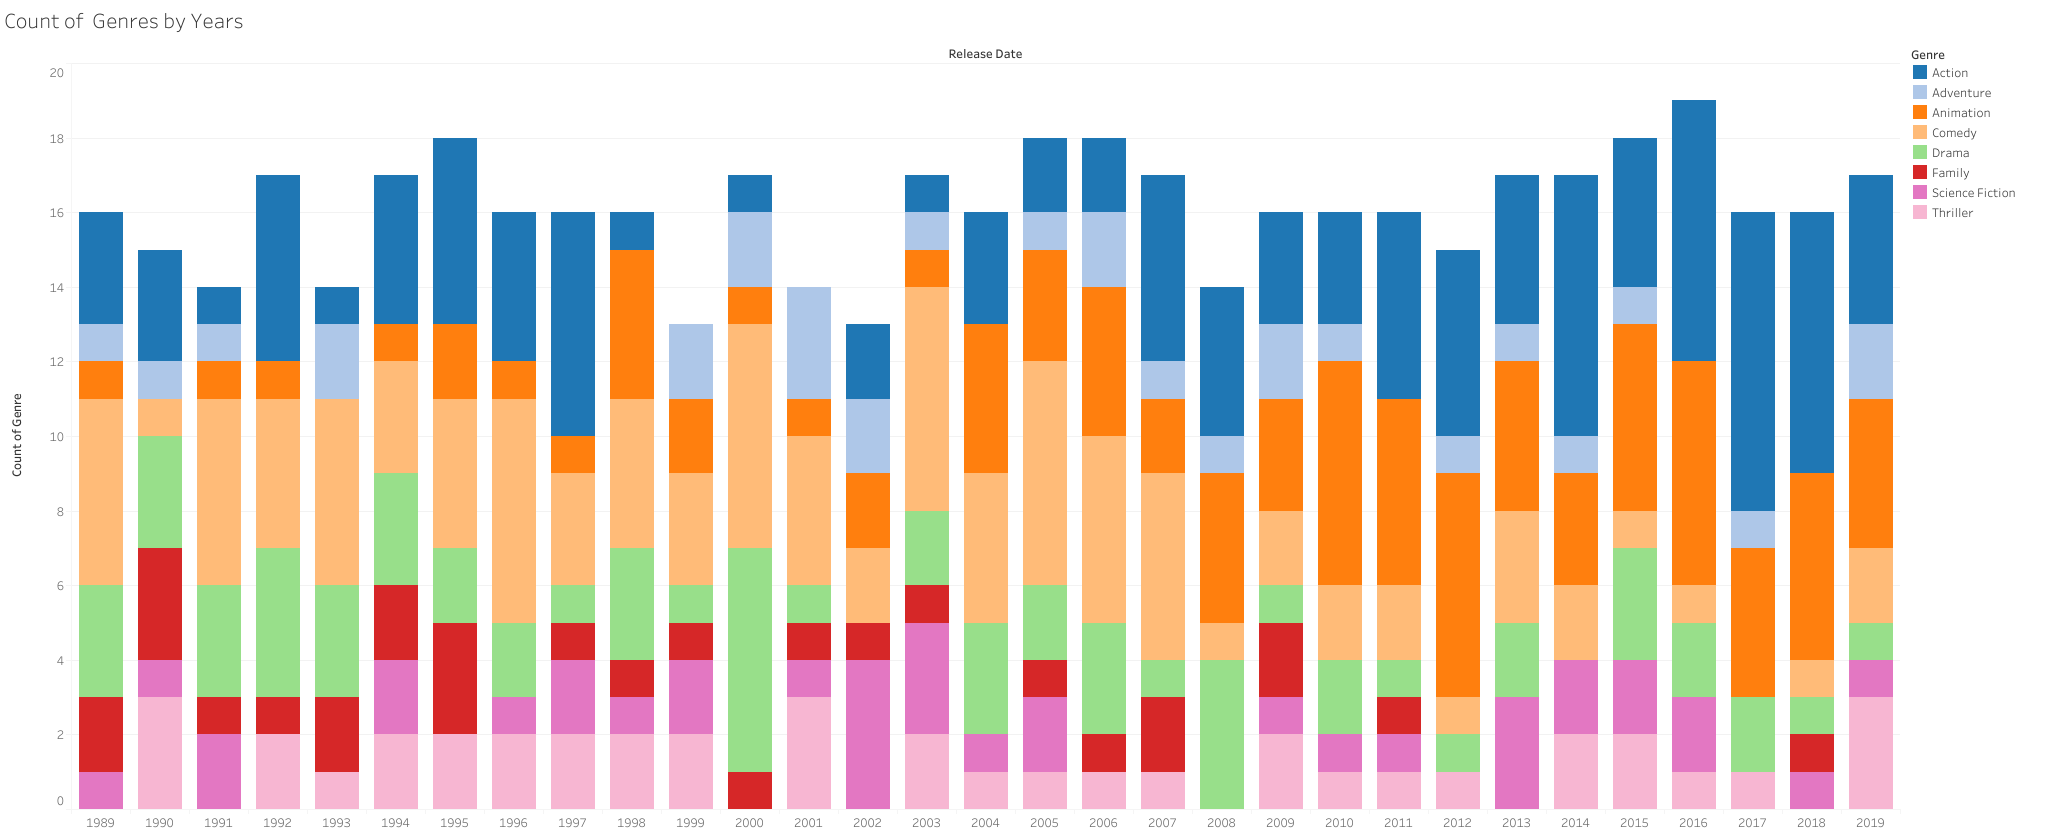 Count of  Genres by Years
Release Date
Genre
Action
Adventure
Animation
Comedy
Drama
Family
Science Fiction
Thriller
Count of Genre
20
18
16
14
12
10
8
6
4
2
0
1989 1990 1991 1992 1993 1994 1995 1996 1997 1998 1999 2000 2001 2002 2003 2004 2005 2006 2007 2008 2009 2010 2011 2012 2013 2014 2015 2016 2017 2018 2019